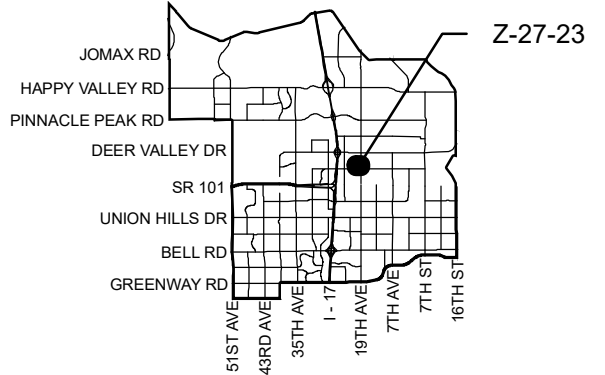 Z-27-23
JOMAX RD
HAPPY VALLEY RD
PINNACLE PEAK RD
DEER VALLEY DR
SR 101
UNION HILLS DR
BELL RD
GREENWAY RD
51ST AVE
43RD AVE
35TH AVE
I - 17
19TH AVE
7TH AVE
7TH ST
16TH ST